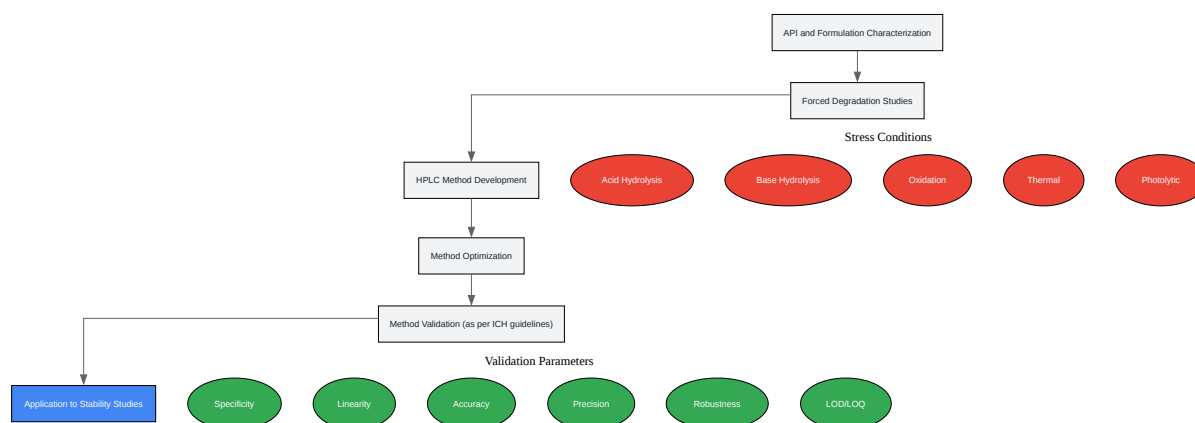 API and Formulation Characterization
Forced Degradation Studies
Stress Conditions
HPLC Method Development
Acid Hydrolysis
Base Hydrolysis
Oxidation
Thermal
Photolytic
Method Optimization
Method Validation (as per ICH guidelines)
Validation Parameters
Application to Stability Studies
Specificity
Linearity
Accuracy
Precision
Robustness
LOD/LOQ